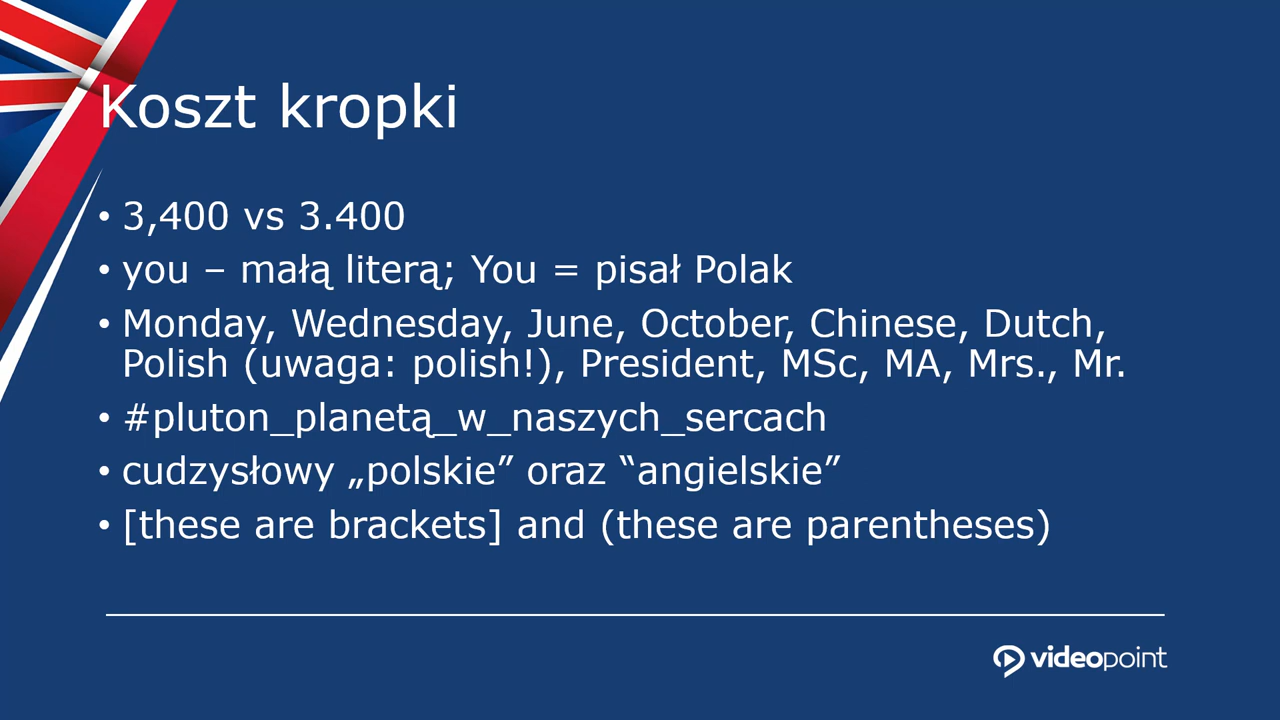 Koszt kropki
• 3,400 vs 3.400
• you – małą literą; You = pisał Polak
• Monday, Wednesday, June, October, Chinese, Dutch,
Polish (uwaga: polish!), President, MSc, MA, Mrs., Mr.
• #pluton_planetą_w_naszych_sercach
• cudzysłowy „polskie” oraz “angielskie”
• [these are brackets] and (these are parentheses)
videopoint